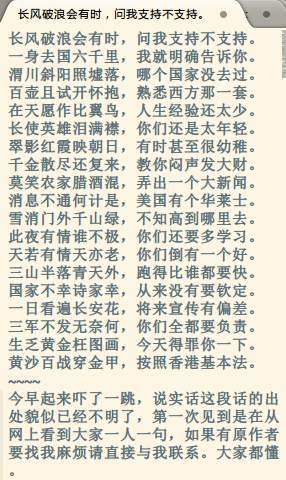 长风破浪会有时，问我支持不支持。
长风破浪会有时，问我支持不支持。
一身去国六千里，我就明确告诉你。
渭川斜阳照墟落，哪个国家没去过。
百壶且试开怀抱，熟悉西方那一套。
在天愿作比翼鸟，人生经验还太少。
长使英雄泪满襟，你们还是太年轻。
翠影红霞映朝日，有时甚至很幼稚。
千金散尽还复来，教你闷声发大财。
莫笑农家腊酒混，弄出一个大新闻。
消息不通何计是，美国有个华莱士。
雪消门外千山绿，不知高到哪里去。
此夜有情谁不极，你们还要多学习。
天若有情天亦老，你们倒有一个好。
三山半落青天外，跑得比谁都要快。
国家不幸诗家幸，从来没有要钦定。
一日看遍长安花，将来宣传有偏差。
三军不发无奈何，你们全都要负责。
生乏黄金枉图画，今天得罪你一下。
黄沙百战穿金甲，按照香港基本法。
~~~~
今早起来吓了一跳，说实话这段话的出
处貌似已经不明了，第一次见到是在从
网上看到大家一人一句，如果有原作者
要找我麻烦请直接与我联系。大家都懂
。